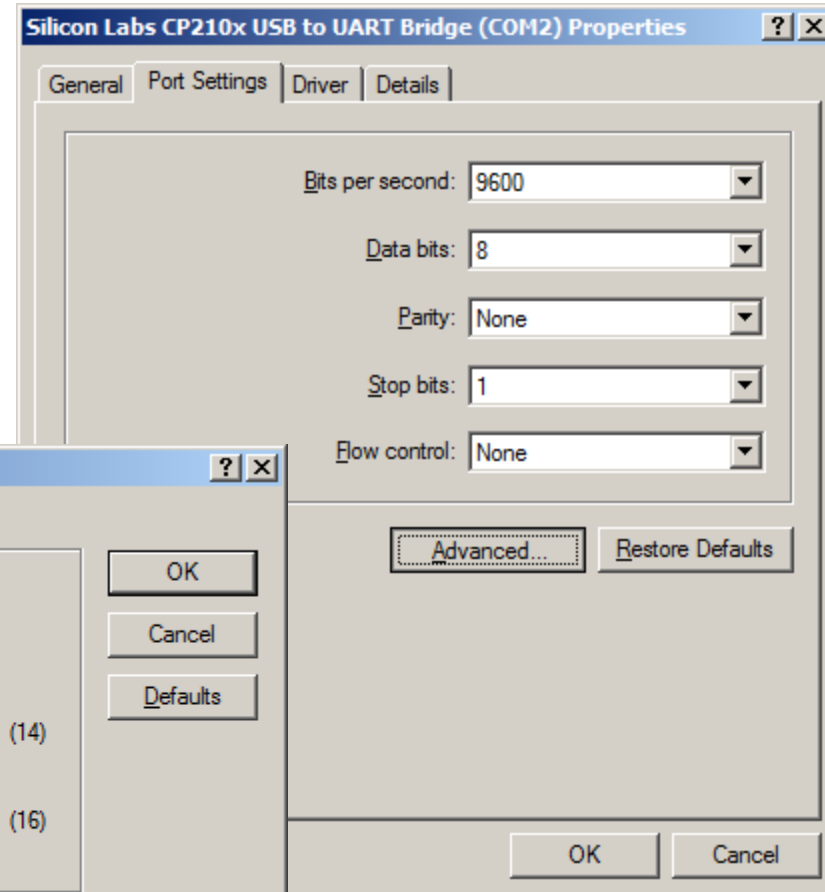 Silicon Labs CP210x USB to UART Bridge (COM2) Properties
General Port Settings Driver Details
Bits per second: 9600
Data bits: 8
Parity: None
Stop bits: 1
Flow control: None
Advanced... Restore Defaults
OK Cancel
OK
Cancel
Defaults
(14)
(16)